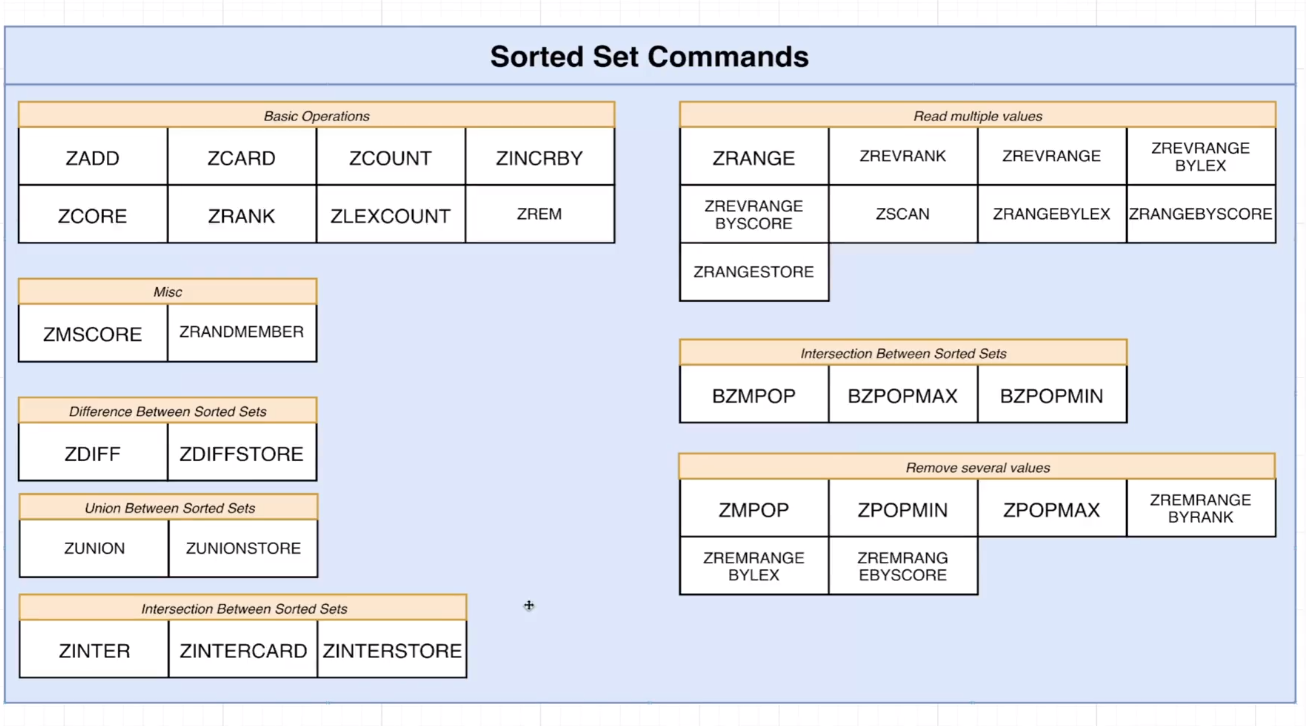 Sorted Set Commands
Basic Operations
ZADD
ZCARD
ZCOUNT
ZINCRBY
ZCORE
ZRANK
ZLEXCOUNT
ZREM
Misc
ZMSCORE
ZRANDMEMBER
Difference Between Sorted Sets
ZDIFF
ZDIFFSTORE
Union Between Sorted Sets
ZUNION
ZUNIONSTORE
Intersection Between Sorted Sets
ZINTER
ZINTERCARD
ZINTERSTORE
Read multiple values
ZRANGE
ZREVRANK
ZREVRANGE
ZREVRANGE
BYLEX
ZREVRANGE
BYSCORE
ZSCAN
ZRANGEBYLEX
ZRANGEBYSCORE
ZRANGESTORE
Intersection Between Sorted Sets
BZMPOP
BZPOPMAX
BZPOPMIN
Remove several values
ZMPOP
ZPOPMIN
ZPOPMAX
ZREMRANGE
BYRANK
ZREMRANGE
BYLEX
ZREMRANG
EBYSCORE